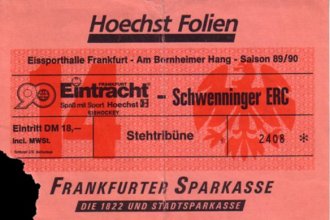 Hoechst Folien
Eissporthalle Frankfurt - Am Bornheimer Hang - Saison 89/90
FRANKFURT
Eintracht - Schwenninger ERC
Spaß mit Sport Hoechst
EISHOCKEY
Eintritt DM 18,— Stehtribüne 2408 *
incl. MWSt.
FRANKFURTER SPARKASSE
DIE 1822 UND STADTSPARKASSE